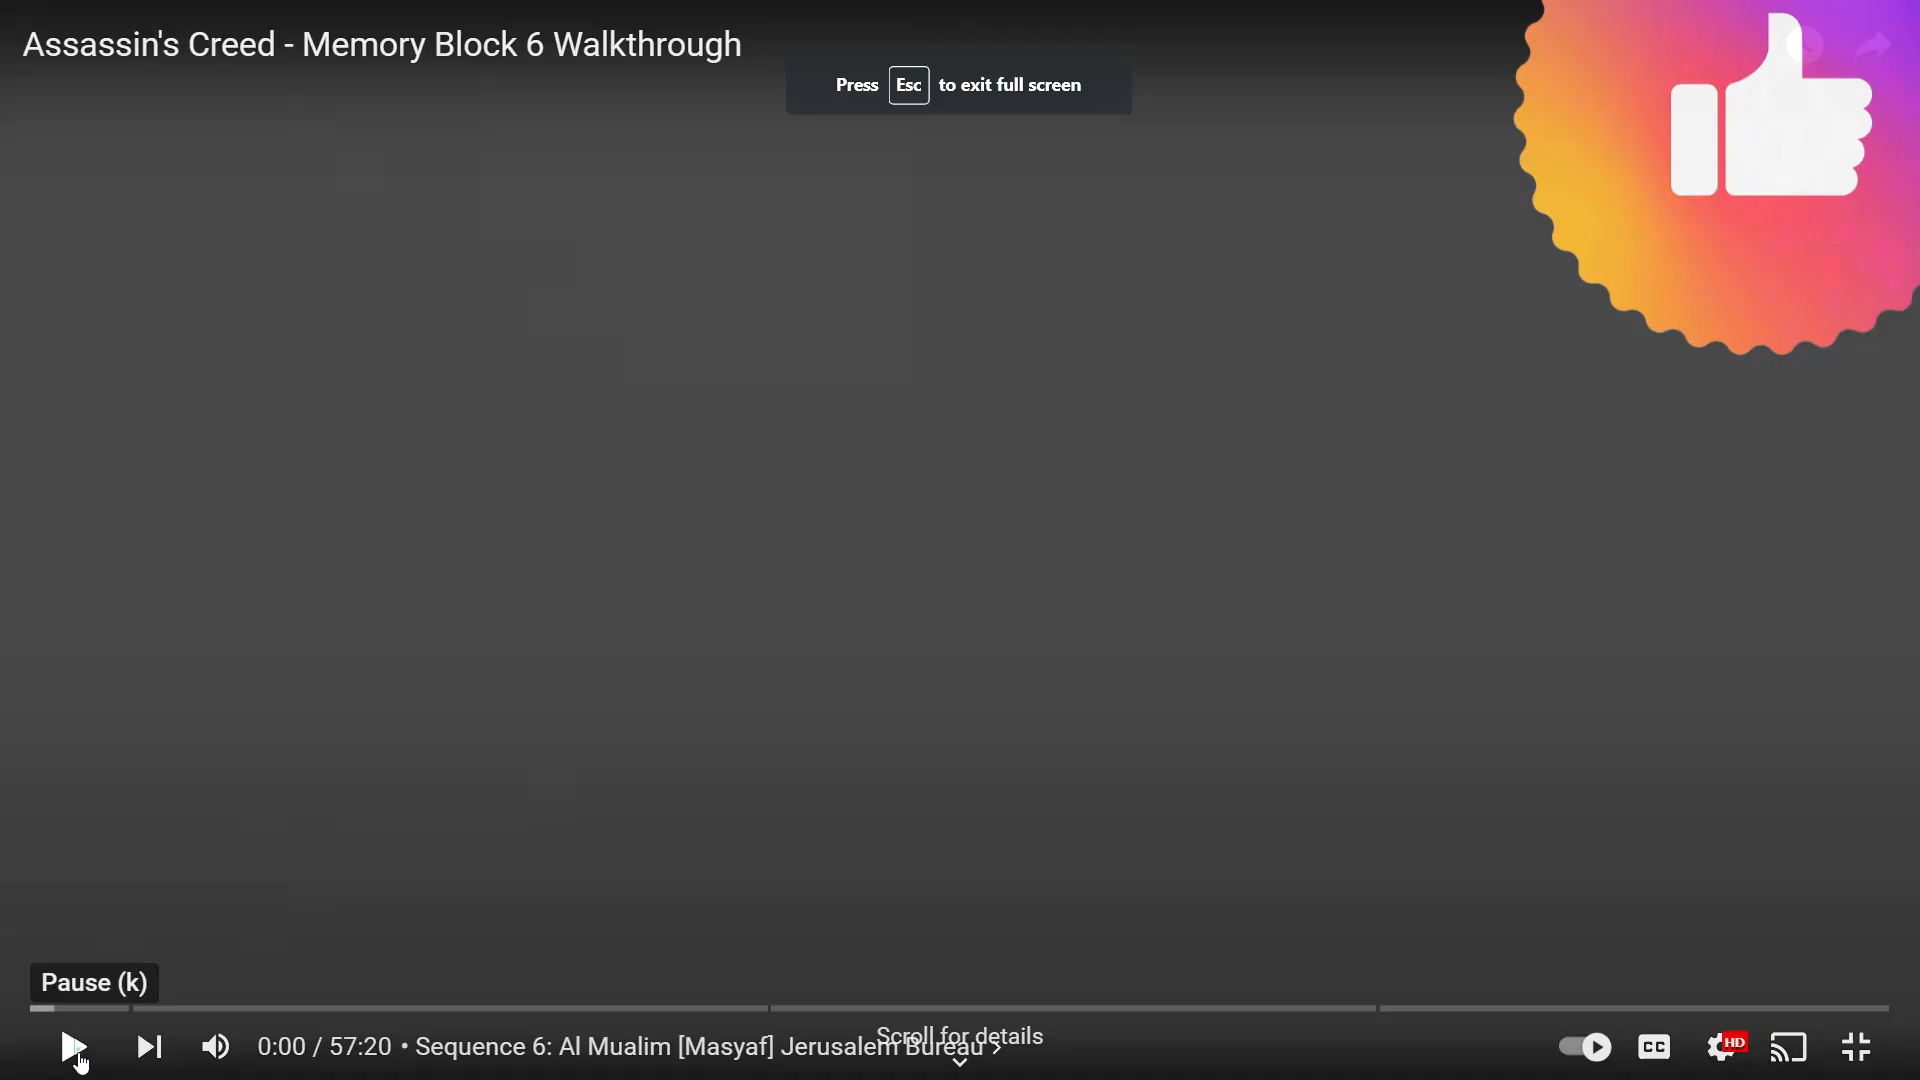 Assassin's Creed - Memory Block 6 Walkthrough
Press Esc to exit full screen
Pause (k)
0:00 / 57:20 • Sequence 6: Al Mualim [Masyaf] Jerusalem Bureau >
Scroll for details
CC
HD